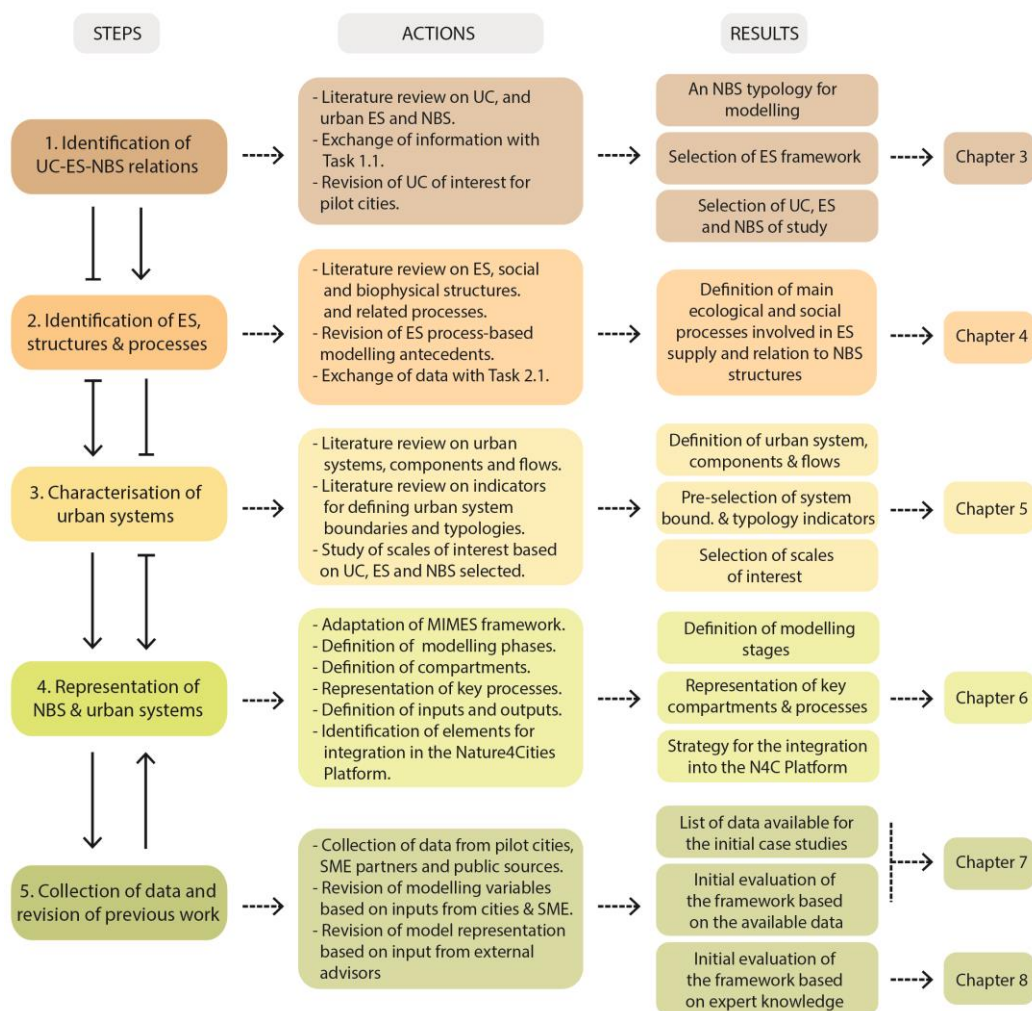 STEPS
ACTIONS
RESULTS
1. Identification of
UC-ES-NBS relations
- Literature review on UC, and
urban ES and NBS.
- Exchange of information with
Task 1.1.
- Revision of UC of interest for
pilot cities.
An NBS typology for
modelling
Selection of ES framework
Selection of UC, ES
and NBS of study
Chapter 3
2. Identification of ES,
structures & processes
- Literature review on ES, social
and biophysical structures.
and related processes.
- Revision of ES process-based
modelling antecedents.
- Exchange of data with Task 2.1.
Definition of main
ecological and social
processes involved in ES
supply and relation to NBS
structures
Chapter 4
3. Characterisation of
urban systems
- Literature review on urban
systems, components and flows.
- Literature review on indicators
for defining urban system
boundaries and typologies.
- Study of scales of interest based
on UC, ES and NBS selected.
Definition of urban system,
components & flows
Pre-selection of system
bound. & typology indicators
Selection of scales
of interest
Chapter 5
4. Representation of
NBS & urban systems
- Adaptation of MIMES framework.
- Definition of modelling phases.
- Definition of compartments.
- Representation of key processes.
- Definition of inputs and outputs.
- Identification of elements for
integration in the Nature4Cities
Platform.
Definition of modelling
stages
Representation of key
compartments & processes
Strategy for the integration
into the N4C Platform
Chapter 6
5. Collection of data and
revision of previous work
- Collection of data from pilot cities,
SME partners and public sources.
- Revision of modelling variables
based on inputs from cities & SME.
- Revision of model representation
based on input from external
advisors
List of data available for
the initial case studies
Initial evaluation of
the framework based
on the available data
Chapter 7
Initial evaluation of
the framework based
on expert knowledge
Chapter 8